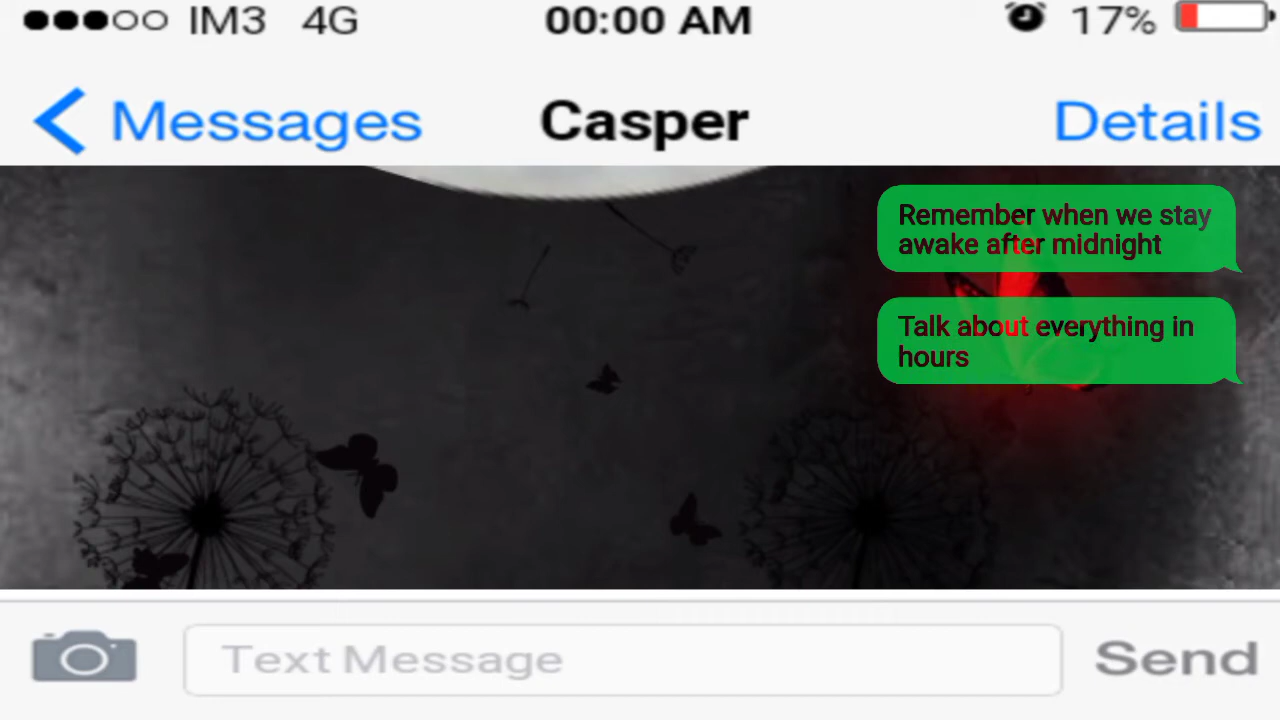 IM3 4G 00:00 AM 17%
Messages Casper Details
Remember when we stay
awake after midnight
Talk about everything in
hours
Text Message Send